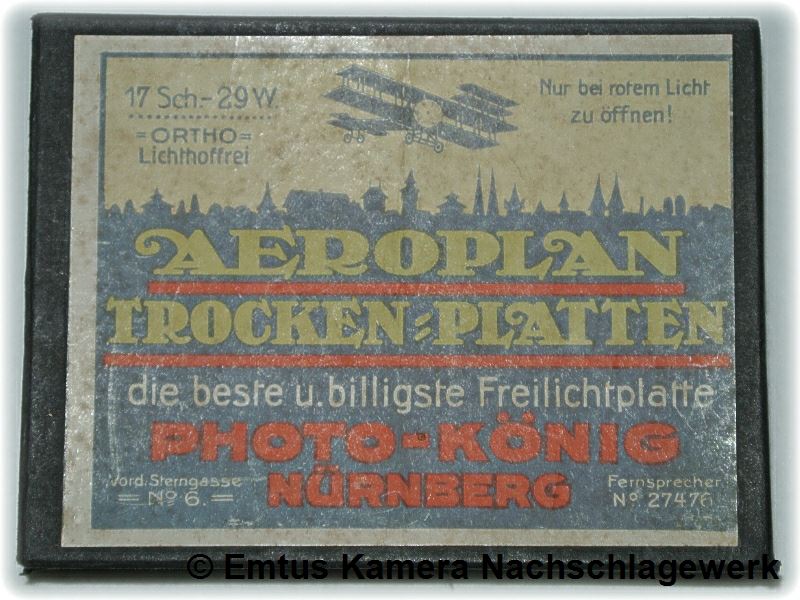 17 Sch.-29 W.
=ORTHO=
Lichthoffrei
Nur bei rotem Licht
zu öffnen!
AEROPLAN
TROCKEN=PLATTEN
die beste u. billigste Freilichtplatte
PHOTO-KÖNIG
NÜRNBERG
Vord. Sterngasse
=No 6.=
Fernsprecher
No 27476
© Emtus Kamera Nachschlagewerk